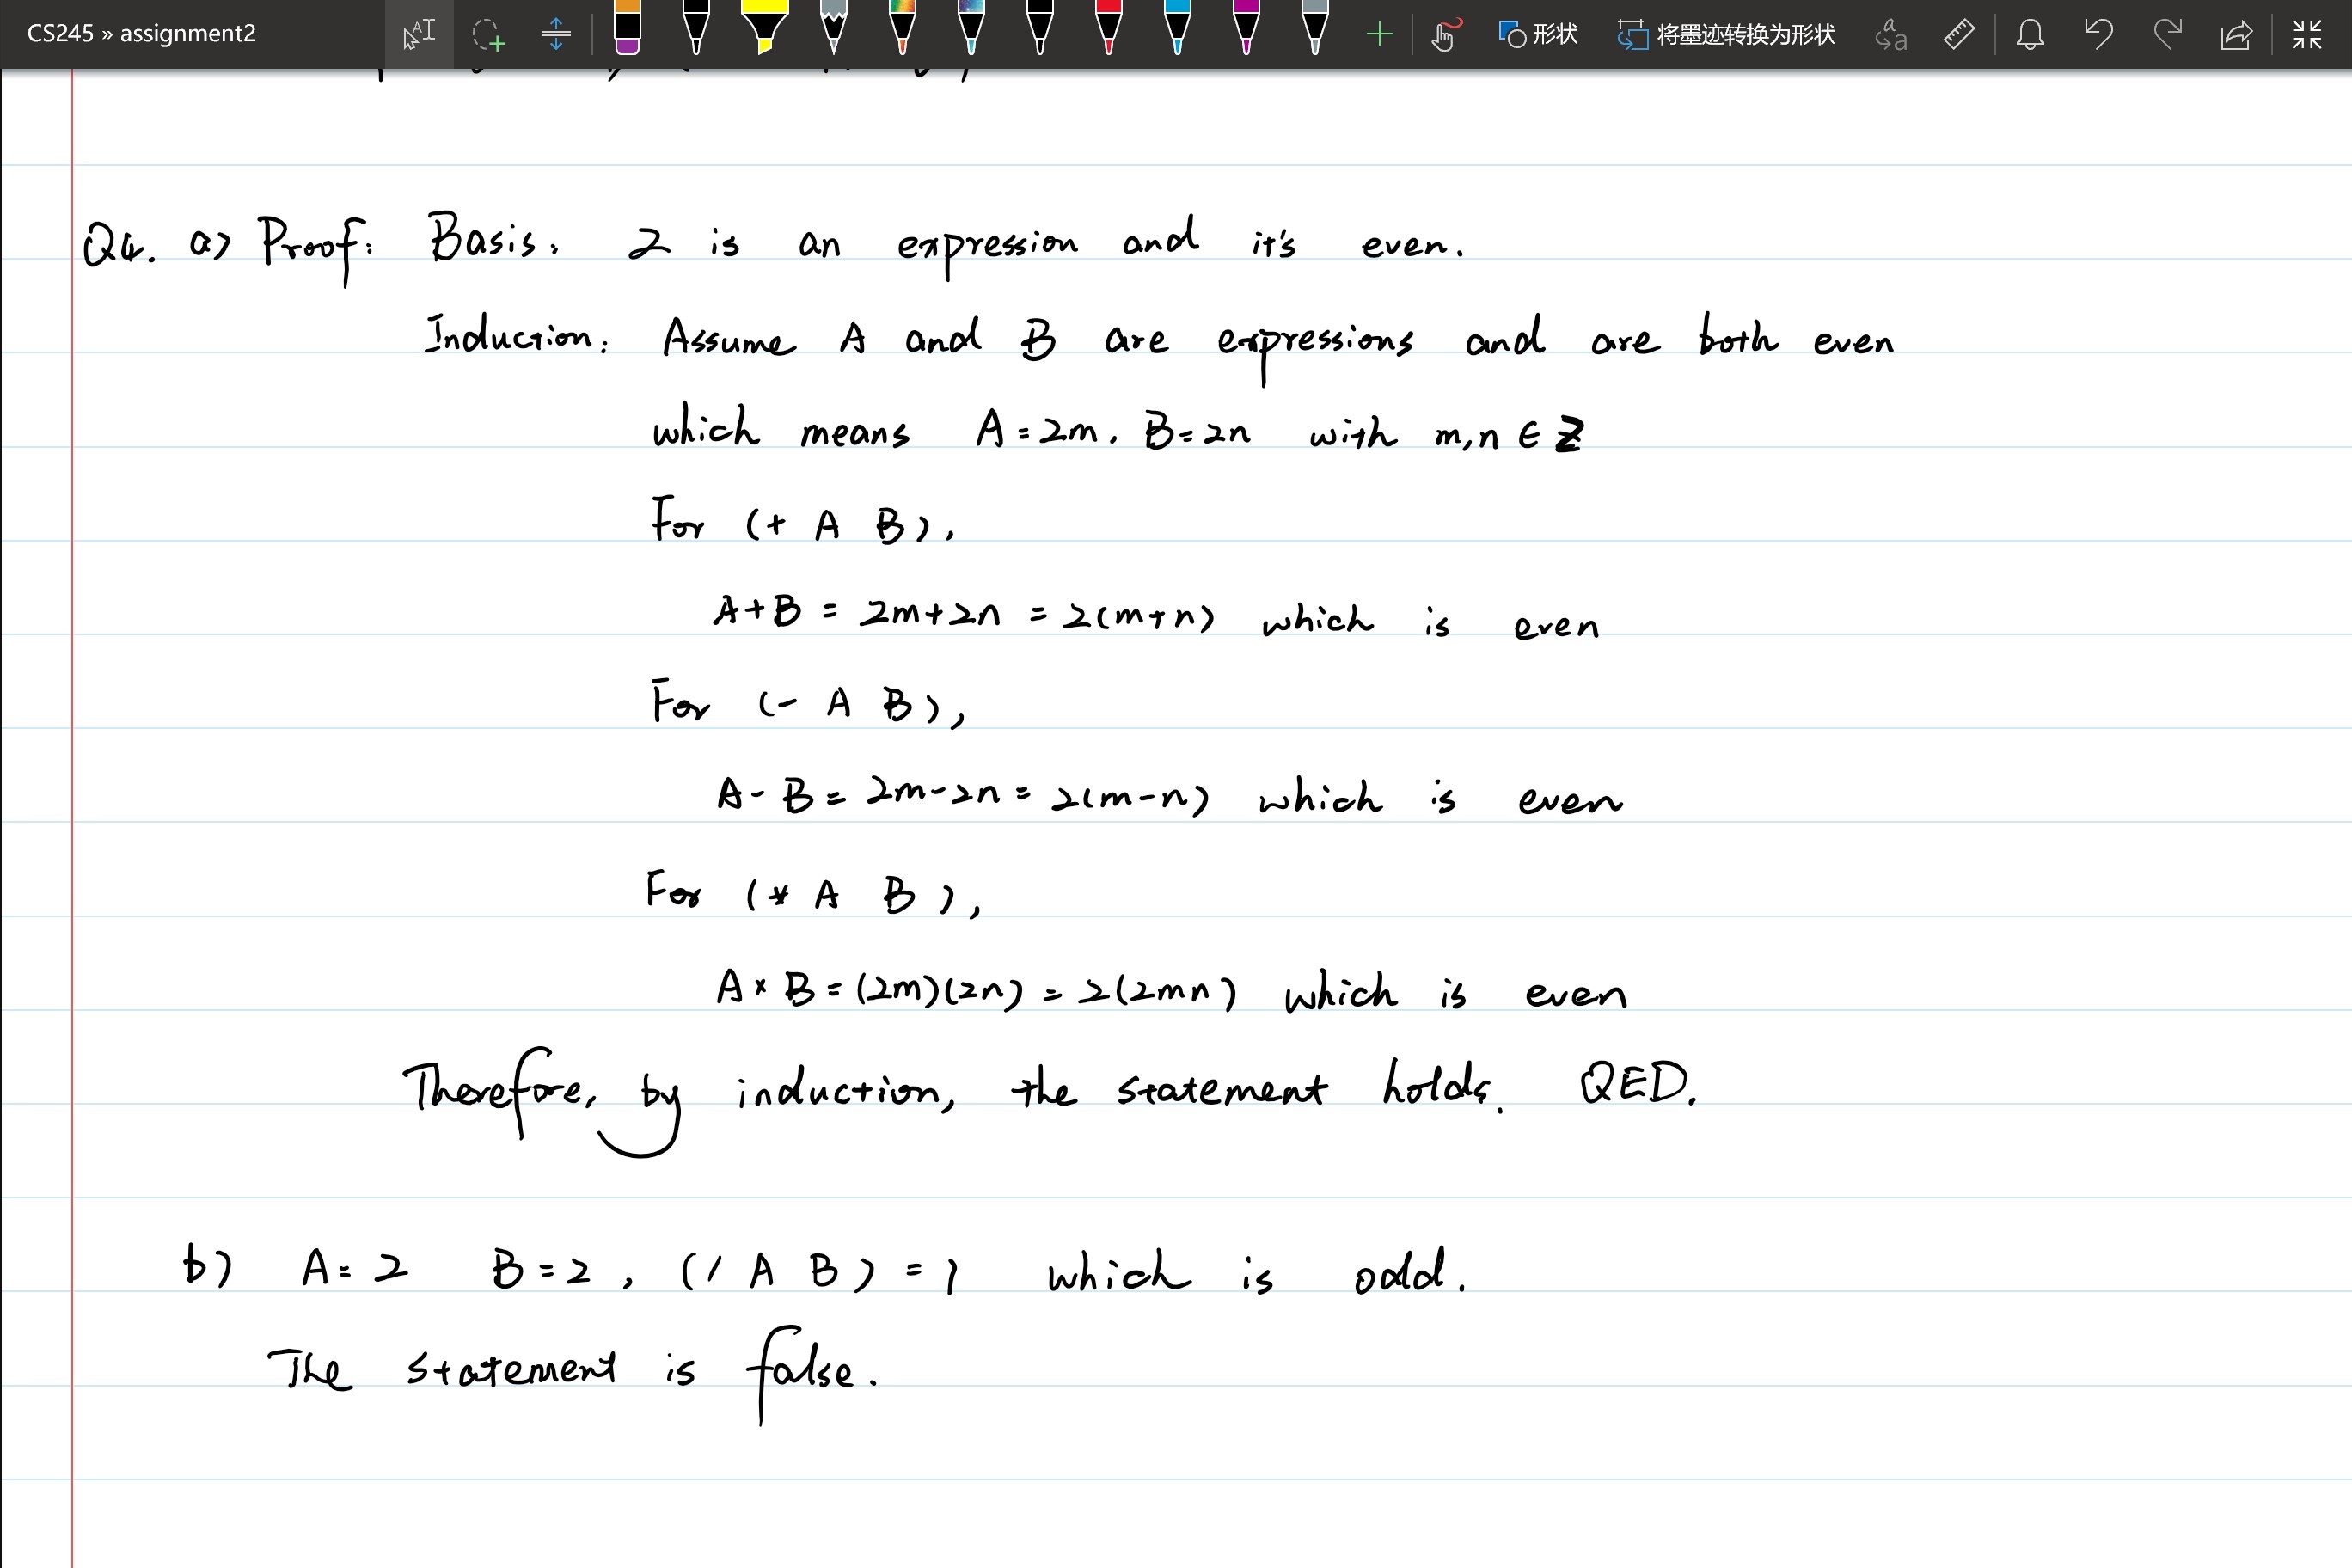 CS245 » assignment2
形状
将墨迹转换为形状
Q4. a) Proof: Basis: 2 is an expression and it's even.
Induction: Assume A and B are expressions and are both even
which means A=2m, B=2n with m,n ∈ Z
For (+ A B),
A+B = 2m+2n = 2(m+n) which is even
For (- A B),
A-B = 2m-2n = 2(m-n) which is even
For (* A B),
A×B = (2m)(2n) = 2(2mn) which is even
Therefore, by induction, the statement holds. QED.
b) A=2 B=2, (/ A B) = 1 which is odd.
The statement is false.